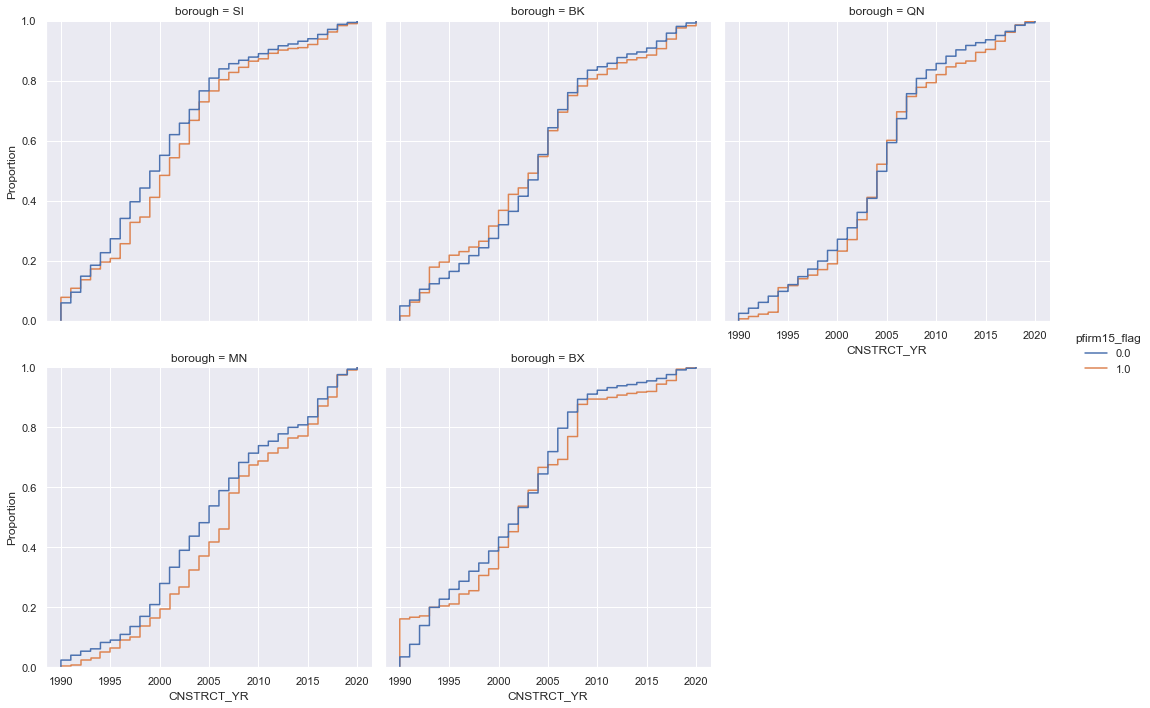 borough = SI
borough = BK
borough = QN
1.0
0.8
0.6
0.4
0.2
0.0
Proportion
1990 1995 2000 2005 2010 2015 2020
CNSTRCT_YR
pfirm15_flag
0.0
1.0
borough = MN
borough = BX
1.0
0.8
0.6
0.4
0.2
0.0
Proportion
1990 1995 2000 2005 2010 2015 2020
CNSTRCT_YR
1990 1995 2000 2005 2010 2015 2020
CNSTRCT_YR